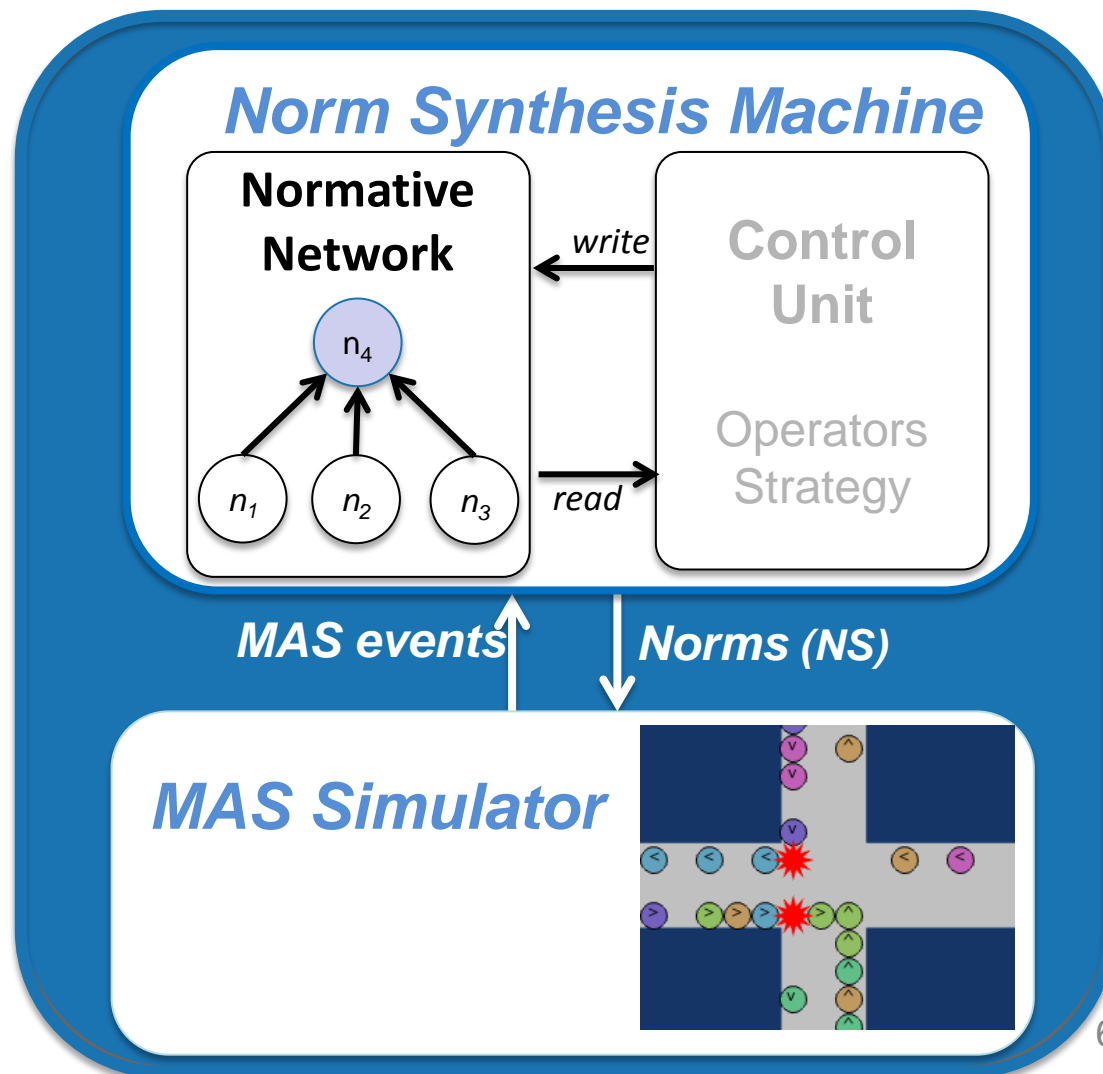 Norm Synthesis Machine
Normative
Network
n4
n1
n2
n3
write
read
Control
Unit
Operators
Strategy
MAS events
Norms (NS)
MAS Simulator
v ^
v
v
< < < < <
> > > > > ^
^
^
v ^
^